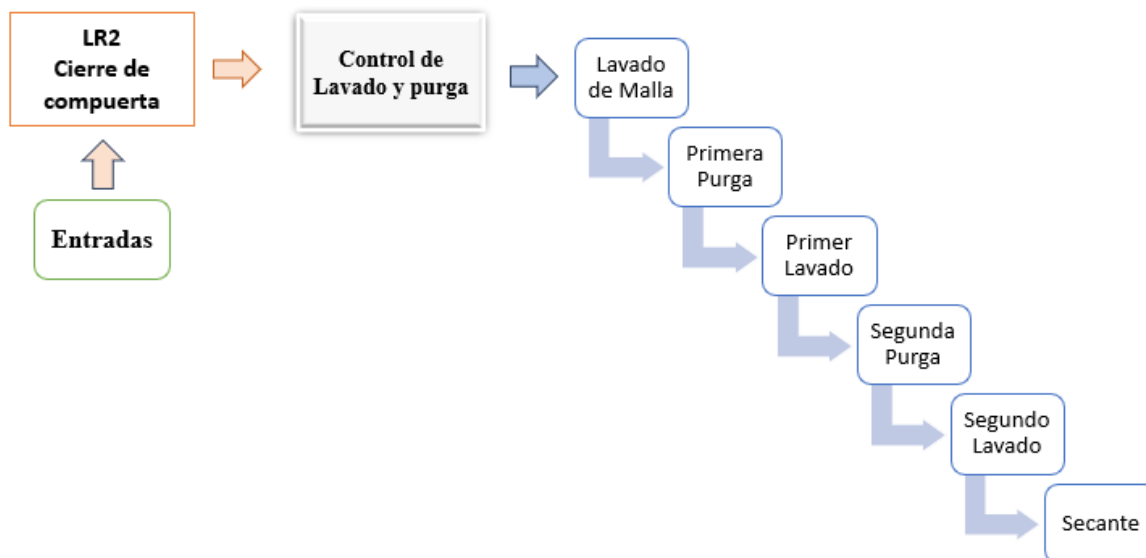 LR2
Cierre de
compuerta
Control de
Lavado y purga
Entradas
Lavado
de Malla
Primera
Purga
Primer
Lavado
Segunda
Purga
Segundo
Lavado
Secante